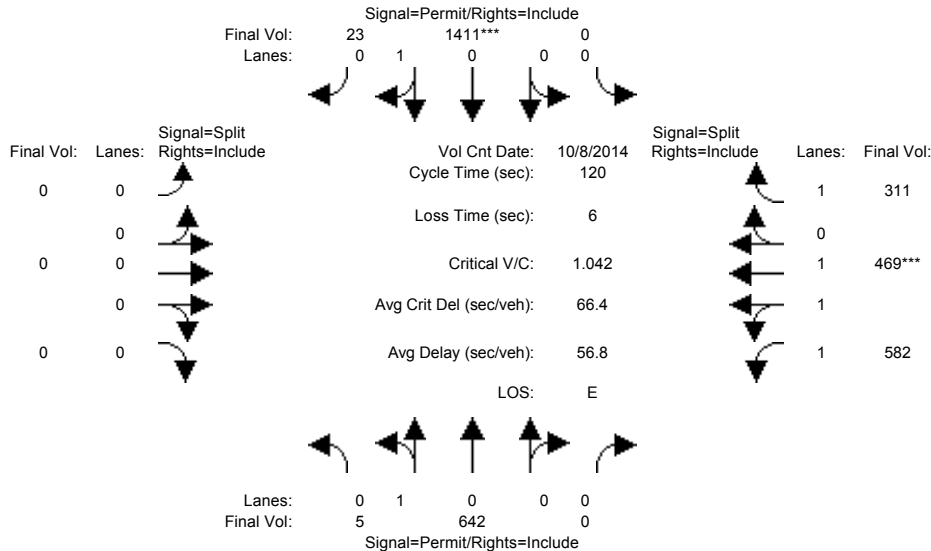 Signal=Permit/Rights=Include
Final Vol: 23 1411*** 0
Lanes: 0 1 0 0 0
Signal=Split Signal=Split
Final Vol: Lanes: Rights=Include Vol Cnt Date: 10/8/2014 Rights=Include Lanes: Final Vol:
Cycle Time (sec): 120
0 0 1 311
Loss Time (sec): 6
0 0
0 0 Critical V/C: 1.042 1 469***
0 Avg Crit Del (sec/veh): 66.4 1
0 0 Avg Delay (sec/veh): 56.8 1 582
LOS: E
Lanes: 0 1 0 0 0
Final Vol: 5 642 0
Signal=Permit/Rights=Include